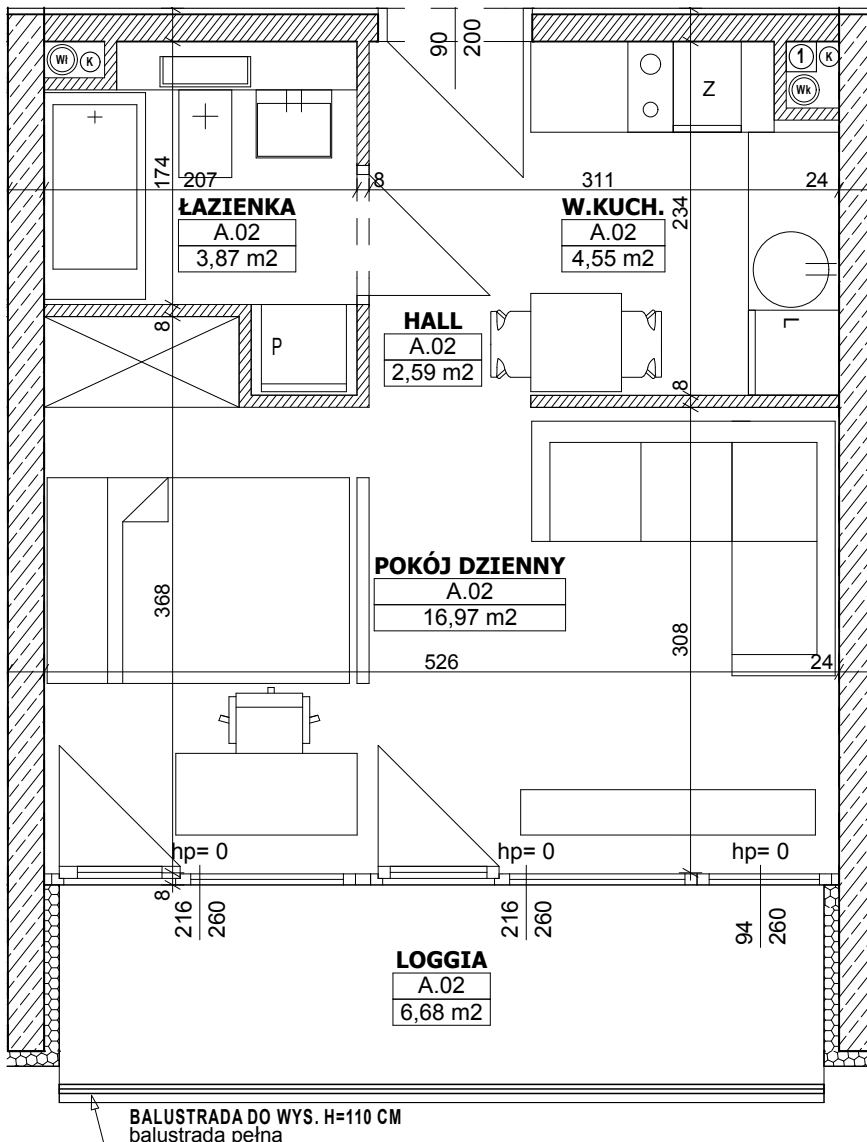 90
200
Wł
K
1
K
Wk
Z
174
207
8
311
24
234
ŁAZIENKA
A.02
3,87 m2
W.KUCH.
A.02
4,55 m2
8
P
HALL
A.02
2,59 m2
L
8
POKÓJ DZIENNY
A.02
16,97 m2
368
308
526
24
hp= 0
hp= 0
hp= 0
8
216
260
216
260
94
260
LOGGIA
A.02
6,68 m2
BALUSTRADA DO WYS. H=110 CM
balustrada pełna